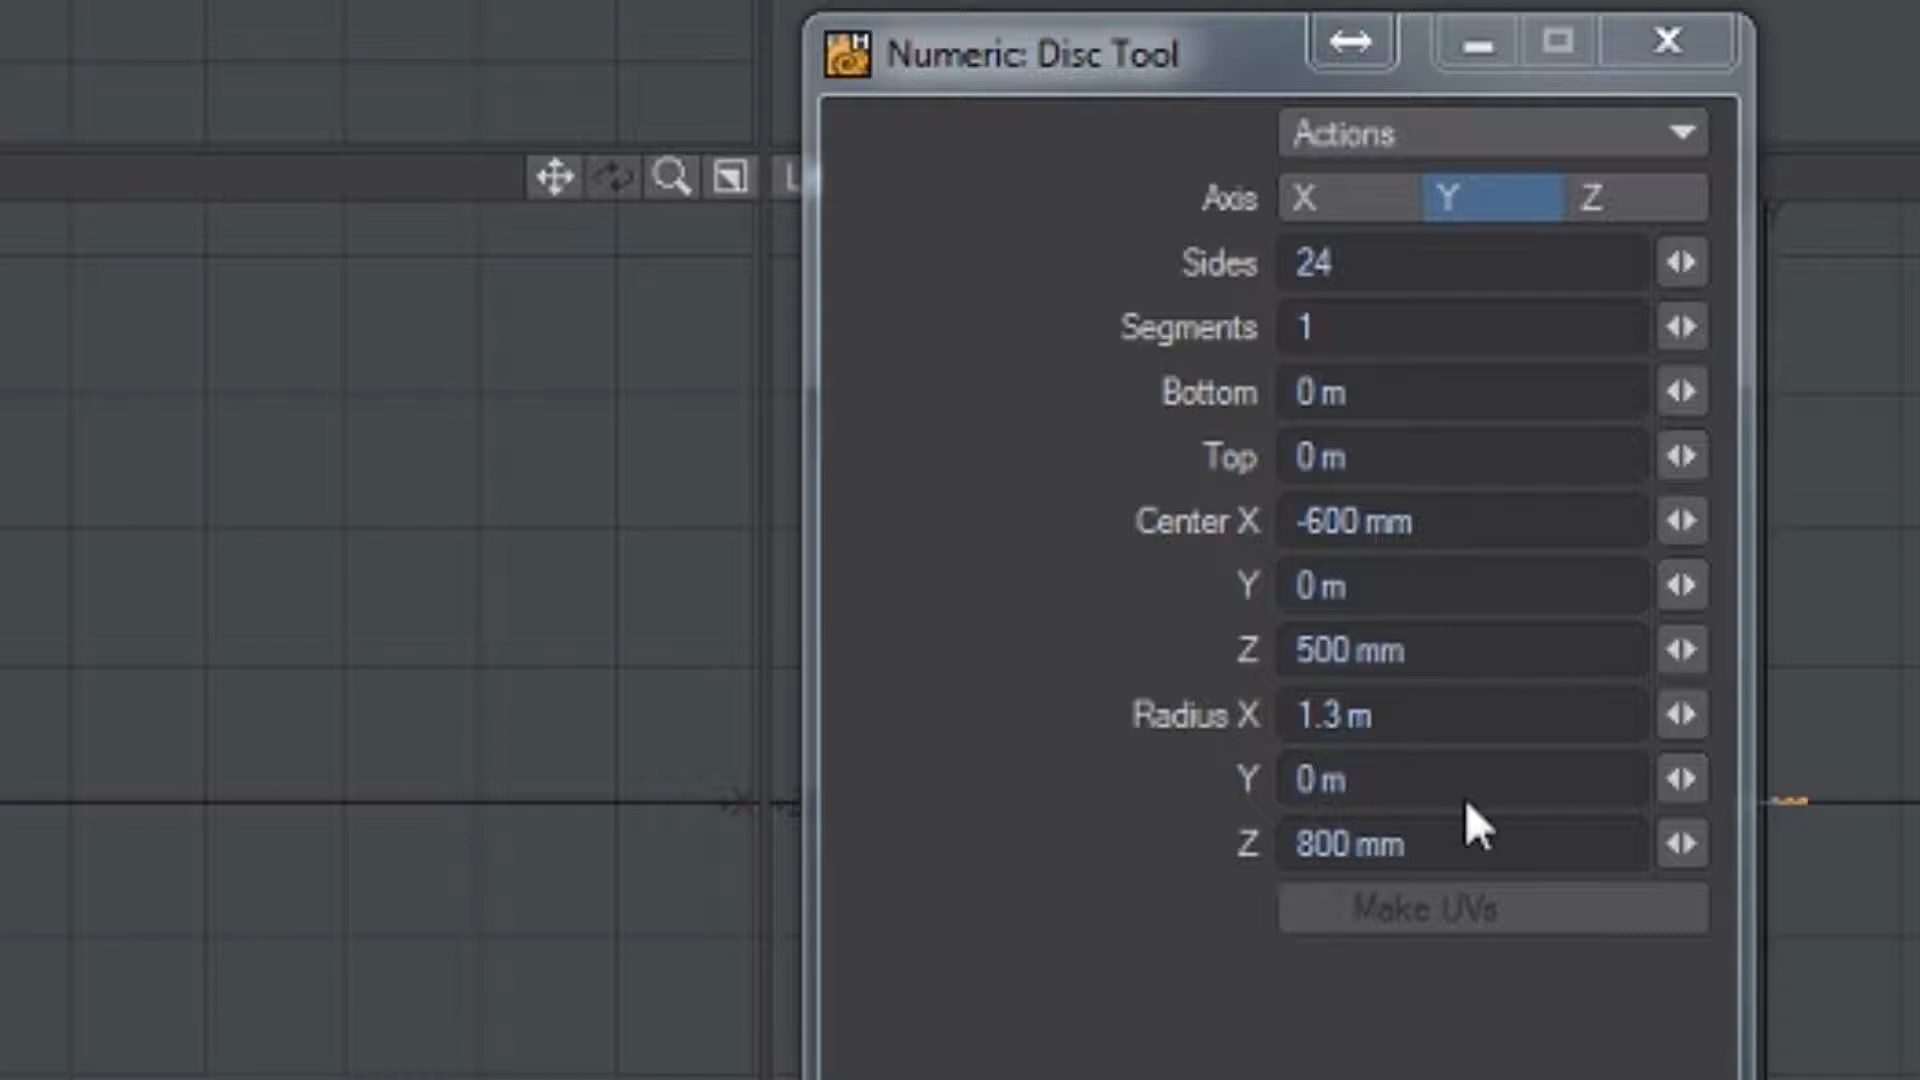 Numeric: Disc Tool
Actions
Axis X Y Z
Sides 24
Segments 1
Bottom 0 m
Top 0 m
Center X -600 mm
Y 0 m
Z 500 mm
Radius X 1.3 m
Y 0 m
Z 800 mm
Make UVs